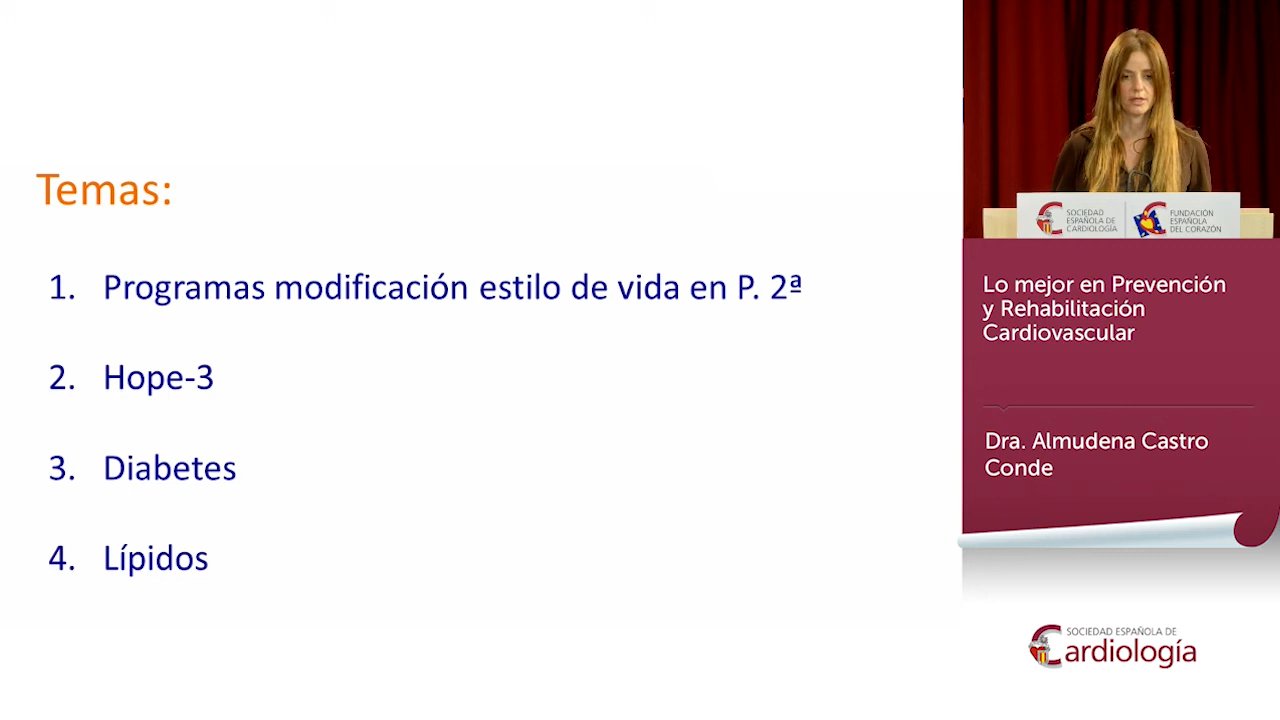 Temas:
1. Programas modificación estilo de vida en P. 2ª
2. Hope-3
3. Diabetes
4. Lípidos
SOCIEDAD
ESPAÑOLA DE
CARDIOLOGÍA
FUNDACIÓN
ESPAÑOLA
DEL CORAZÓN
Lo mejor en Prevención
y Rehabilitación
Cardiovascular
Dra. Almudena Castro
Conde
SOCIEDAD ESPAÑOLA DE
Cardiología